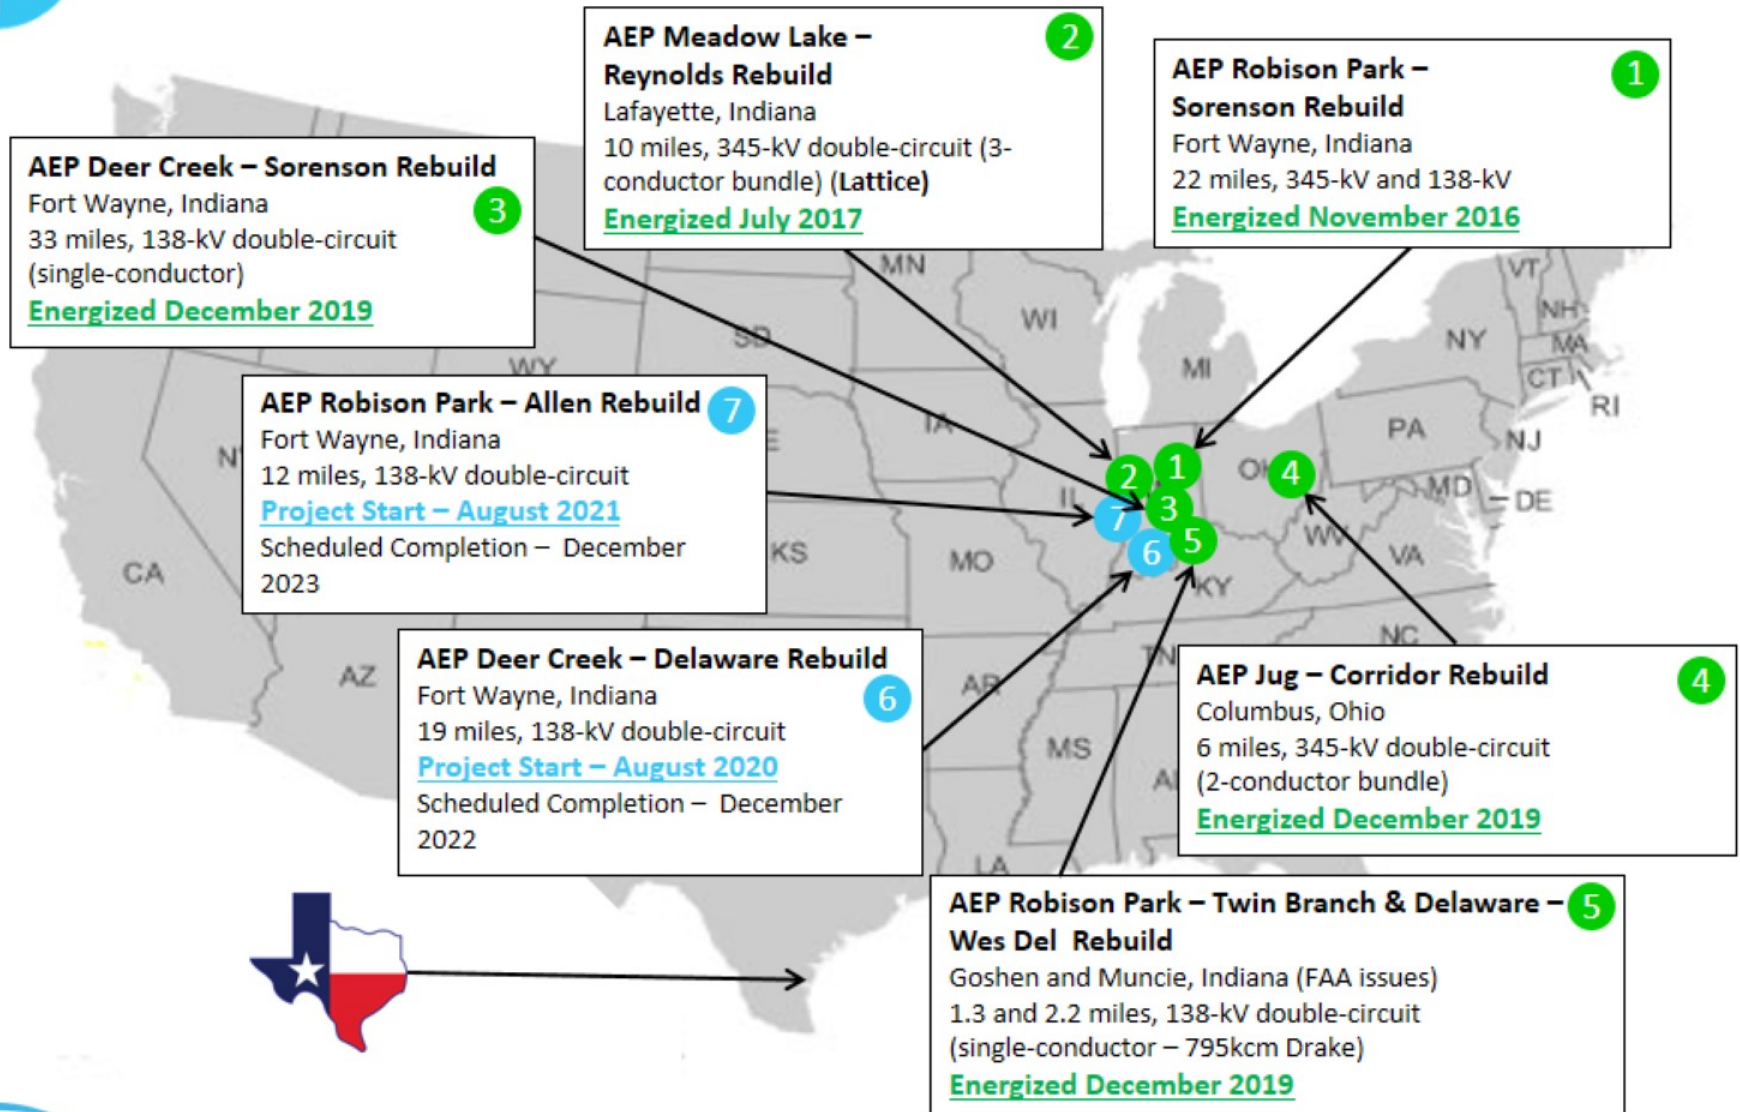 AEP Meadow Lake –
Reynolds Rebuild
2
Lafayette, Indiana
10 miles, 345-kV double-circuit (3-
conductor bundle) (Lattice)
Energized July 2017
AEP Robison Park –
Sorenson Rebuild
1
Fort Wayne, Indiana
22 miles, 345-kV and 138-kV
Energized November 2016
AEP Deer Creek – Sorenson Rebuild
3
Fort Wayne, Indiana
33 miles, 138-kV double-circuit
(single-conductor)
Energized December 2019
AEP Robison Park – Allen Rebuild
7
Fort Wayne, Indiana
12 miles, 138-kV double-circuit
Project Start – August 2021
Scheduled Completion – December
2023
AEP Deer Creek – Delaware Rebuild
6
Fort Wayne, Indiana
19 miles, 138-kV double-circuit
Project Start – August 2020
Scheduled Completion – December
2022
AEP Jug – Corridor Rebuild
4
Columbus, Ohio
6 miles, 345-kV double-circuit
(2-conductor bundle)
Energized December 2019
AEP Robison Park – Twin Branch & Delaware –
5
Wes Del Rebuild
Goshen and Muncie, Indiana (FAA issues)
1.3 and 2.2 miles, 138-kV double-circuit
(single-conductor – 795kcm Drake)
Energized December 2019
MN
VT
NH
WI
SD
NY
MA
WY
MI
CT
RI
IA
PA
NJ
2
1
OH
4
IL
3
MD
DE
7
5
6
WV
VA
KS
MO
CA
KY
NC
TN
AZ
AR
MS
LA